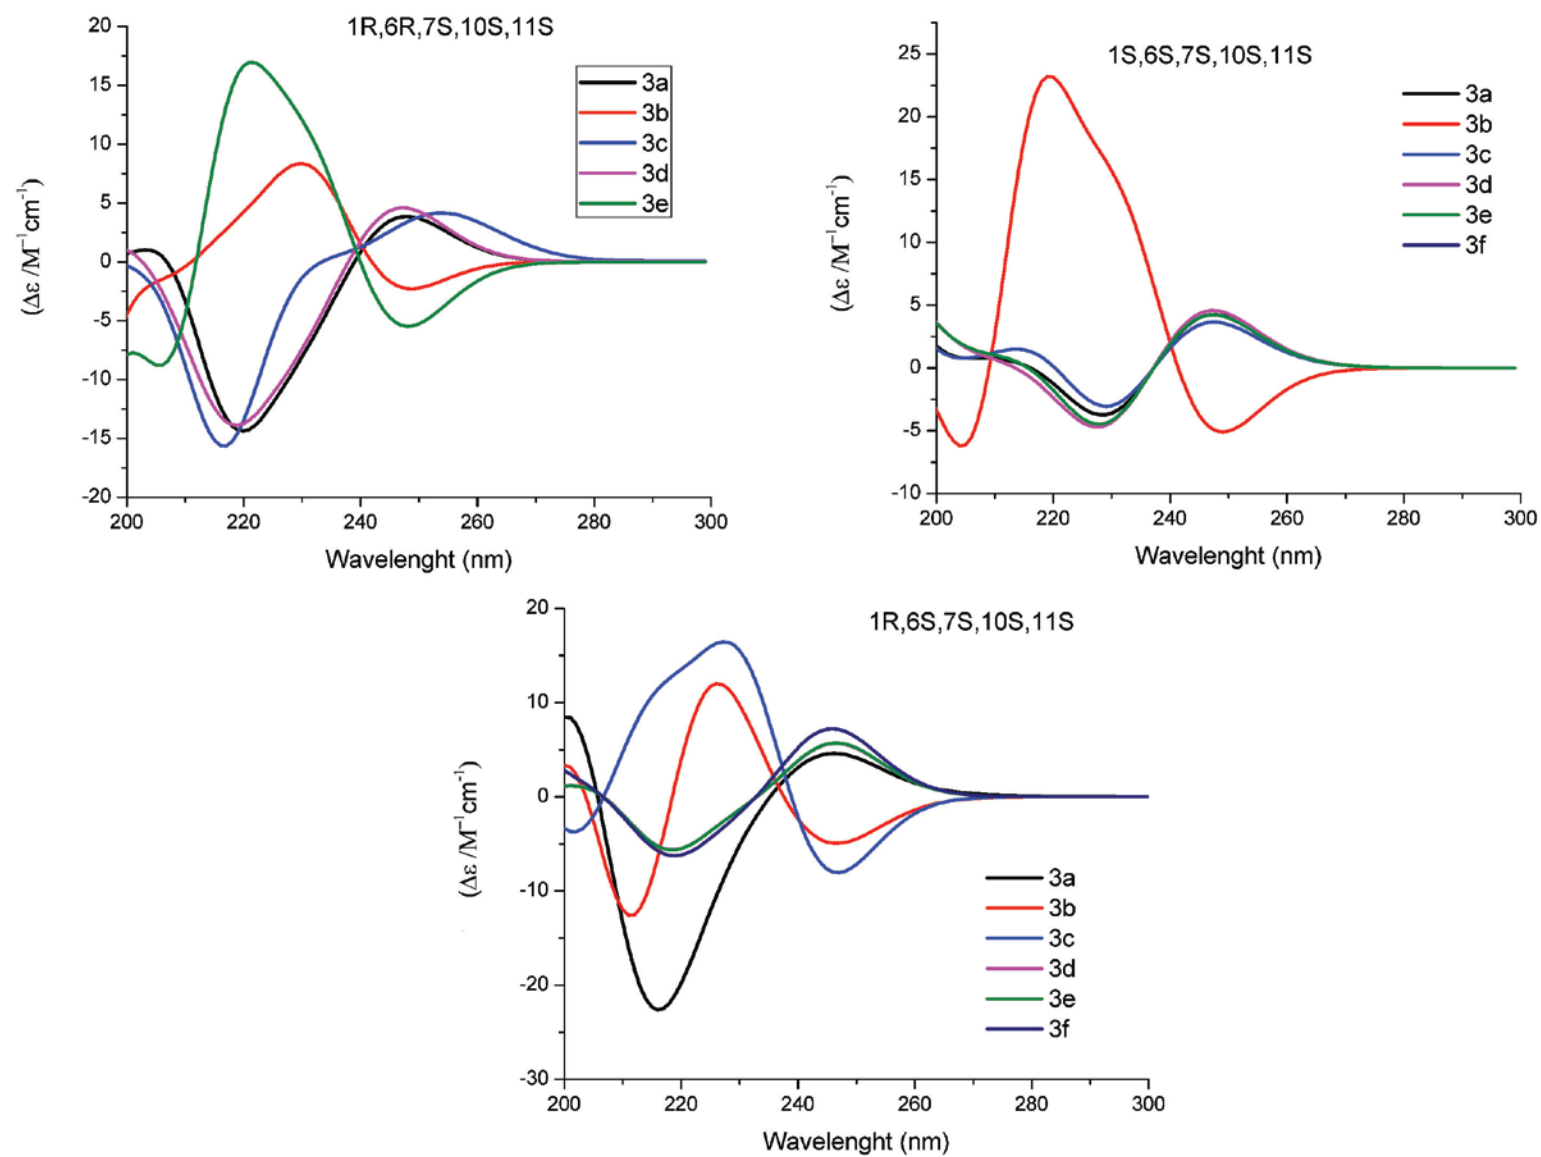 1R,6R,7S,10S,11S
20
15
10
5
0
-5
-10
-15
-20
(Δε /M⁻¹cm⁻¹)
3a
3b
3c
3d
3e
200
220
240
260
280
300
Wavelenght (nm)
1S,6S,7S,10S,11S
25
20
15
10
5
0
-5
-10
(Δε /M⁻¹cm⁻¹)
3a
3b
3c
3d
3e
3f
200
220
240
260
280
300
Wavelenght (nm)
1R,6S,7S,10S,11S
20
10
0
-10
-20
-30
(Δε /M⁻¹cm⁻¹)
3a
3b
3c
3d
3e
3f
200
220
240
260
280
300
Wavelenght (nm)